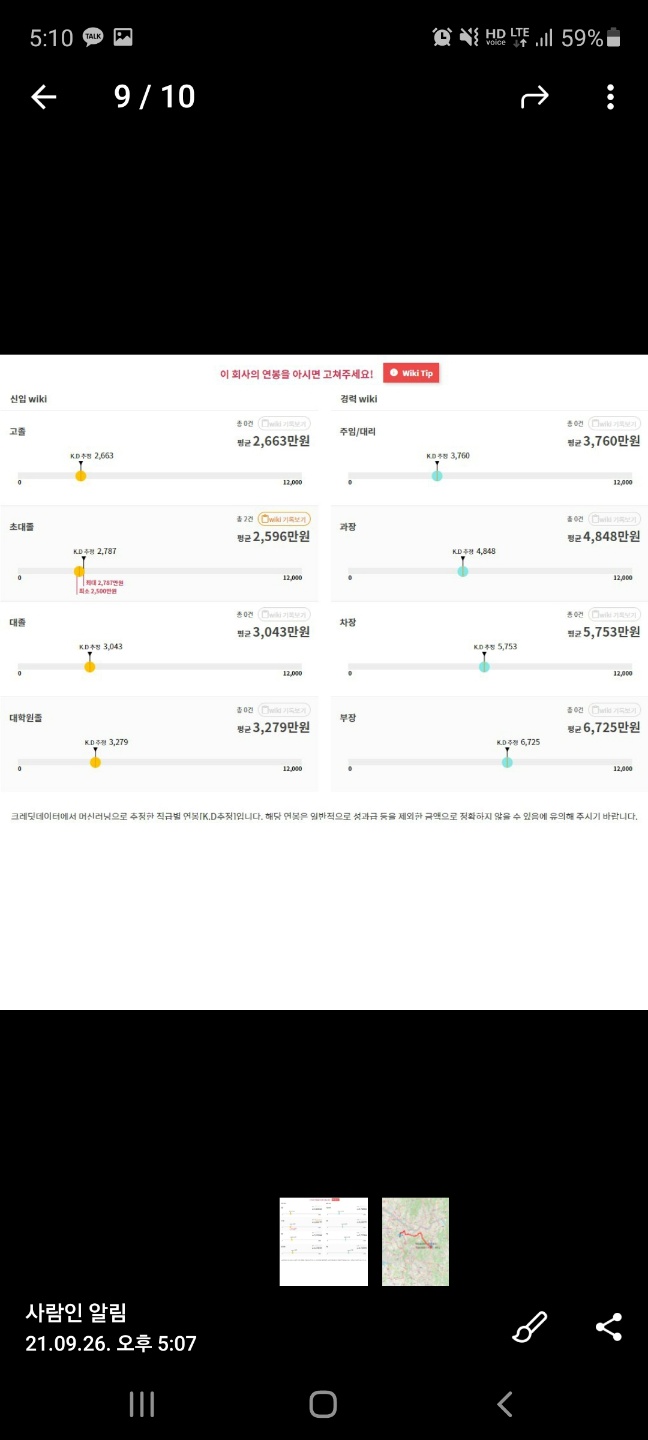 5:10 TALK HD voice LTE 59%
9 / 10
이 회사의 연봉을 아시면 고쳐주세요! Wiki Tip
신입 wiki
고졸
총 0건 wiki 기록보기
평균 2,663만원
K.D 추정 2,663
0 12,000
초대졸
총 2건 wiki 기록보기
평균 2,596만원
K.D 추정 2,787
최대 2,787만원
최소 2,500만원
0 12,000
대졸
총 0건 wiki 기록보기
평균 3,043만원
K.D 추정 3,043
0 12,000
대학원졸
총 0건 wiki 기록보기
평균 3,279만원
K.D 추정 3,279
0 12,000
경력 wiki
주임/대리
총 0건 wiki 기록보기
평균 3,760만원
K.D 추정 3,760
0 12,000
과장
총 0건 wiki 기록보기
평균 4,848만원
K.D 추정 4,848
0 12,000
차장
총 0건 wiki 기록보기
평균 5,753만원
K.D 추정 5,753
0 12,000
부장
총 0건 wiki 기록보기
평균 6,725만원
K.D 추정 6,725
0 12,000
크레딧데이터에서 머신러닝으로 추정한 직급별 연봉[K.D추정]입니다. 해당 연봉은 일반적으로 성과급 등을 제외한 금액으로 정확하지 않을 수 있음에 유의해 주시기 바랍니다.
사람인 알림
21.09.26. 오후 5:07